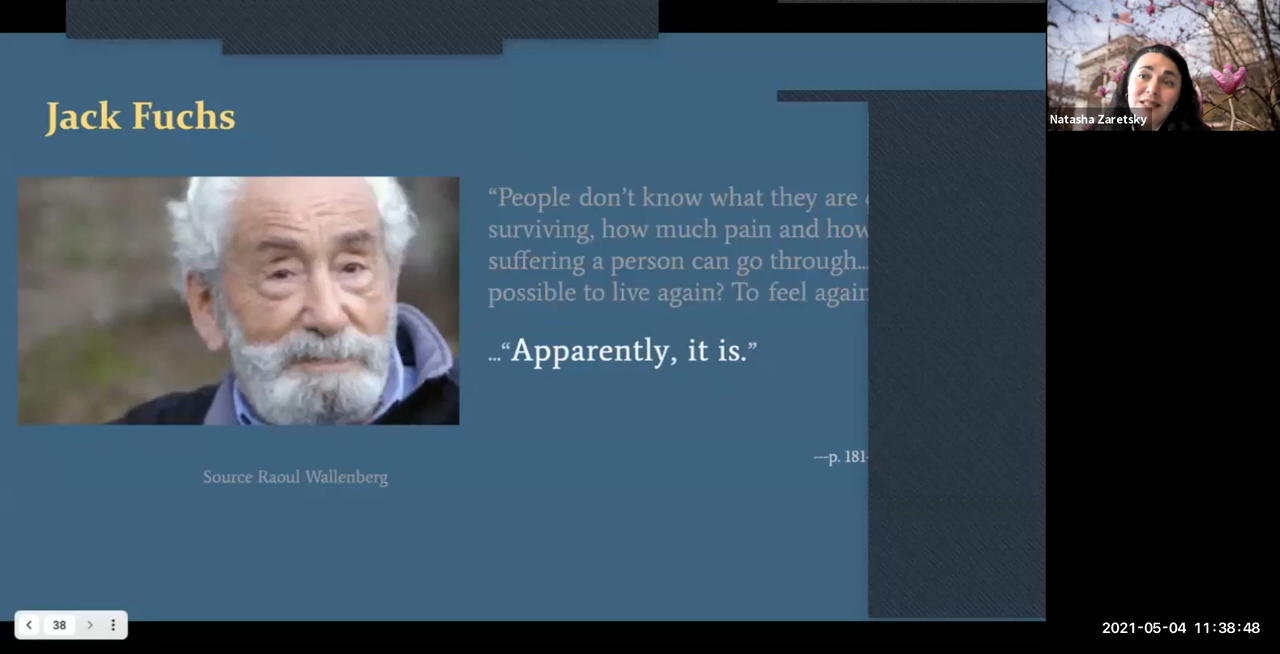 Jack Fuchs
“People don’t know what they are
surviving, how much pain and how
suffering a person can go through...
possible to live again? To feel again
...“Apparently, it is.”
—p. 181-
Source Raoul Wallenberg
38
Natasha Zaretsky
2021-05-04 11:38:48